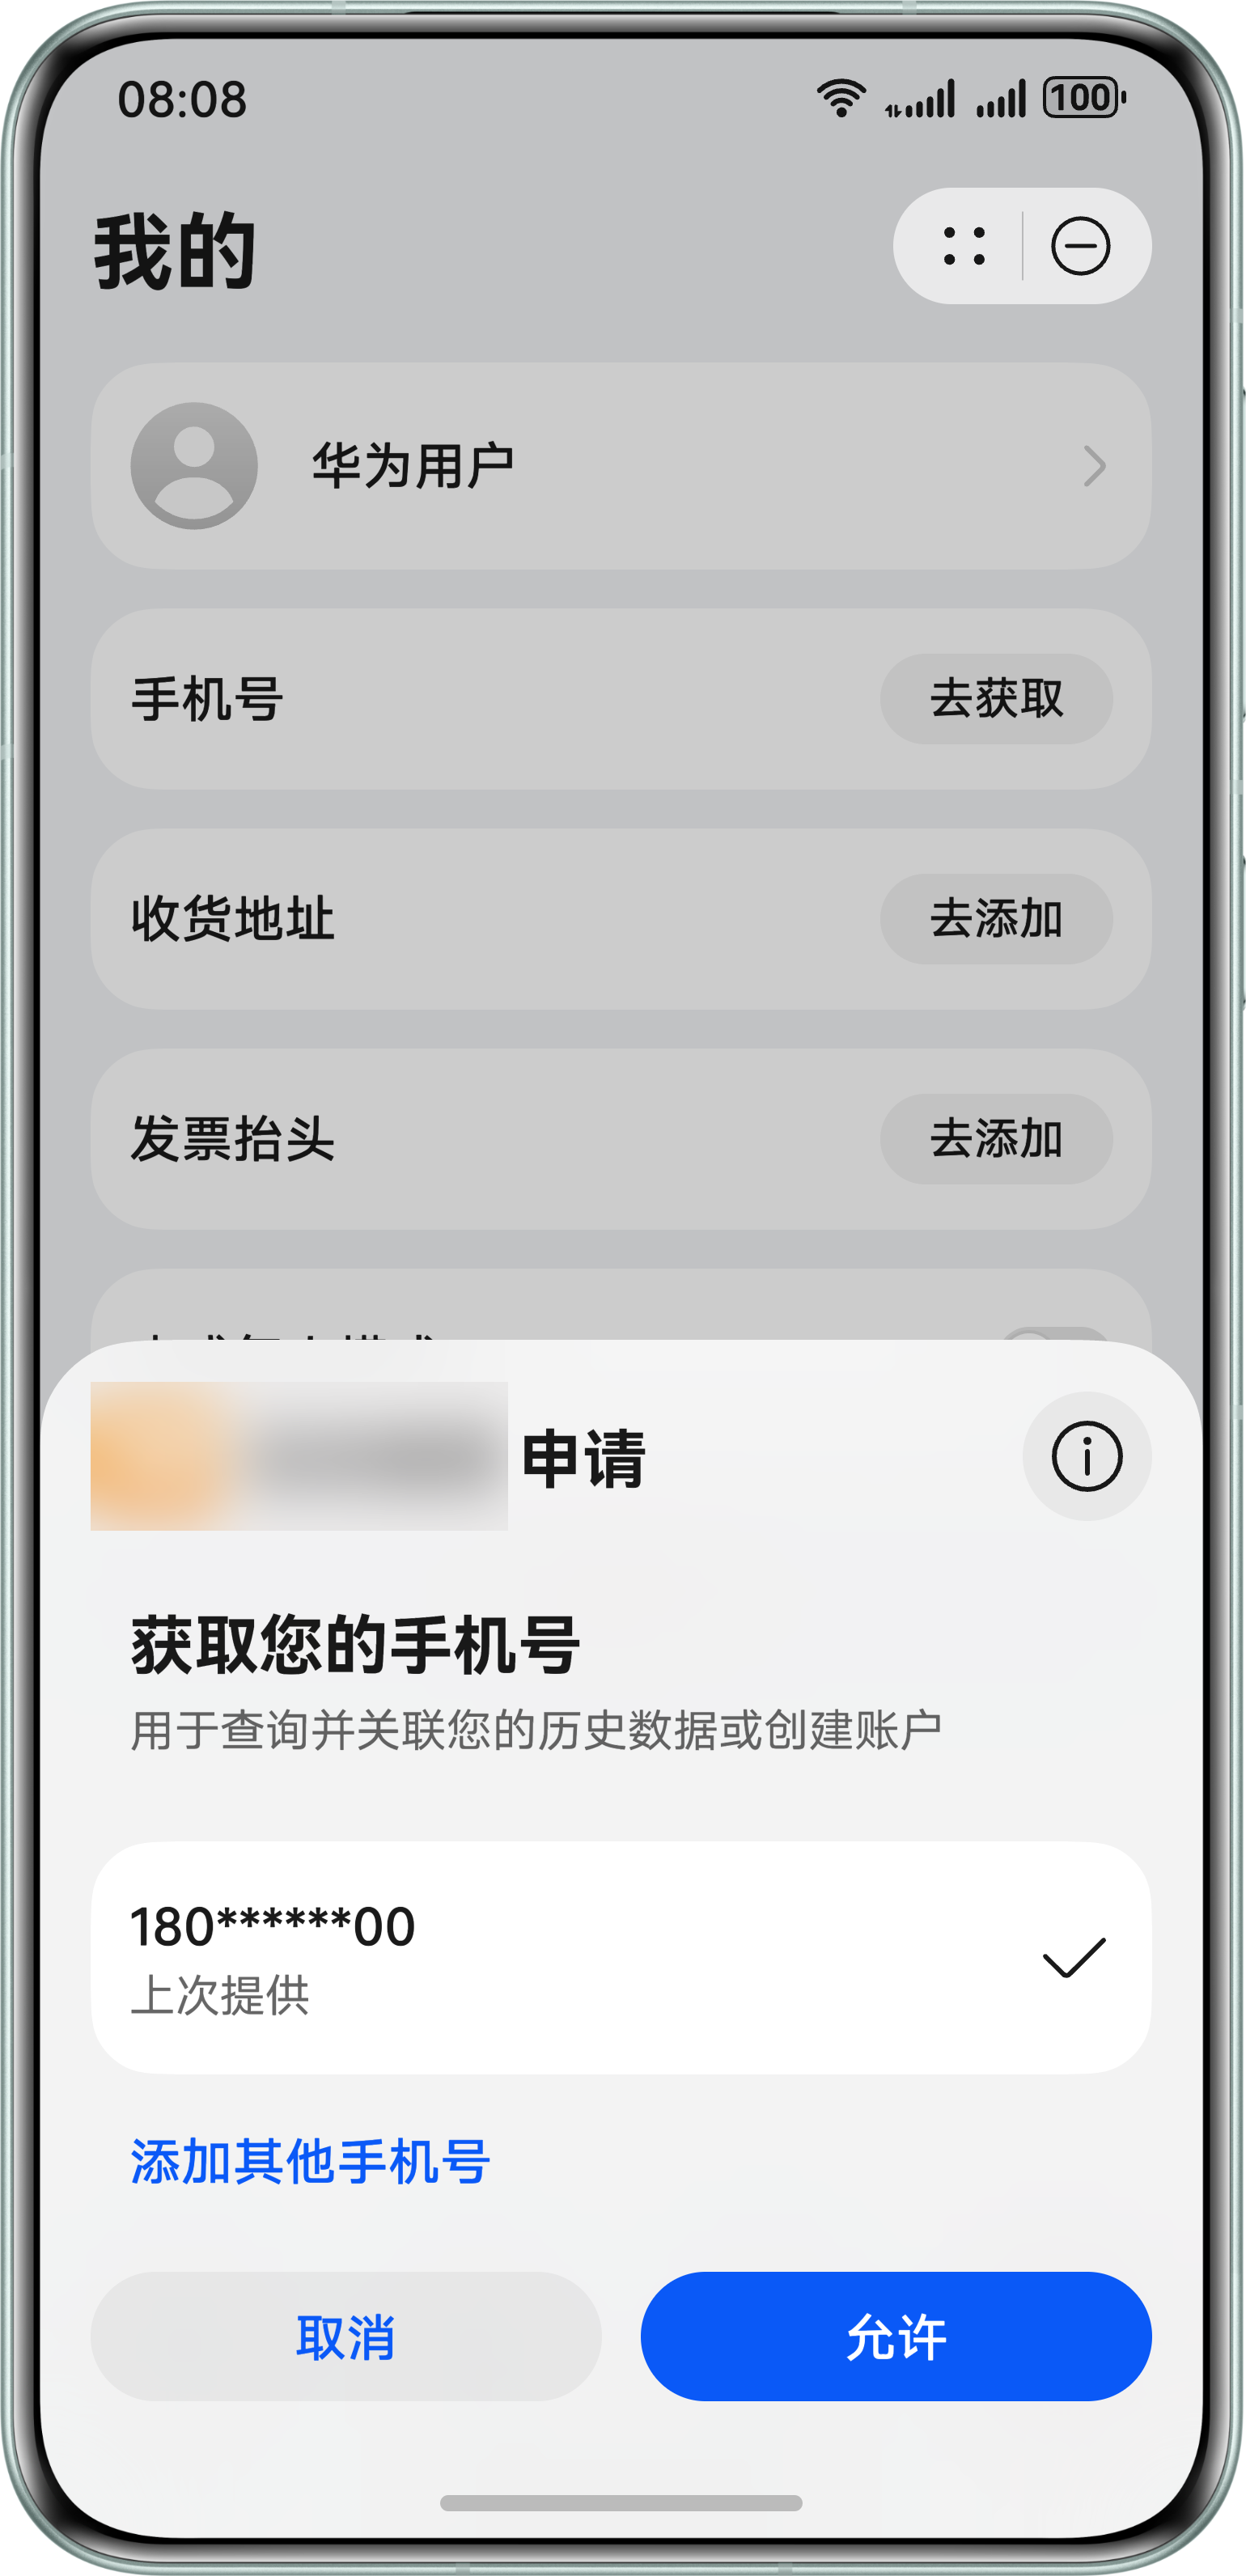 08:08
100
我的
华为用户
手机号
去获取
收货地址
去添加
发票抬头
去添加
申请
获取您的手机号
用于查询并关联您的历史数据或创建账户
180******00
上次提供
添加其他手机号
取消
允许